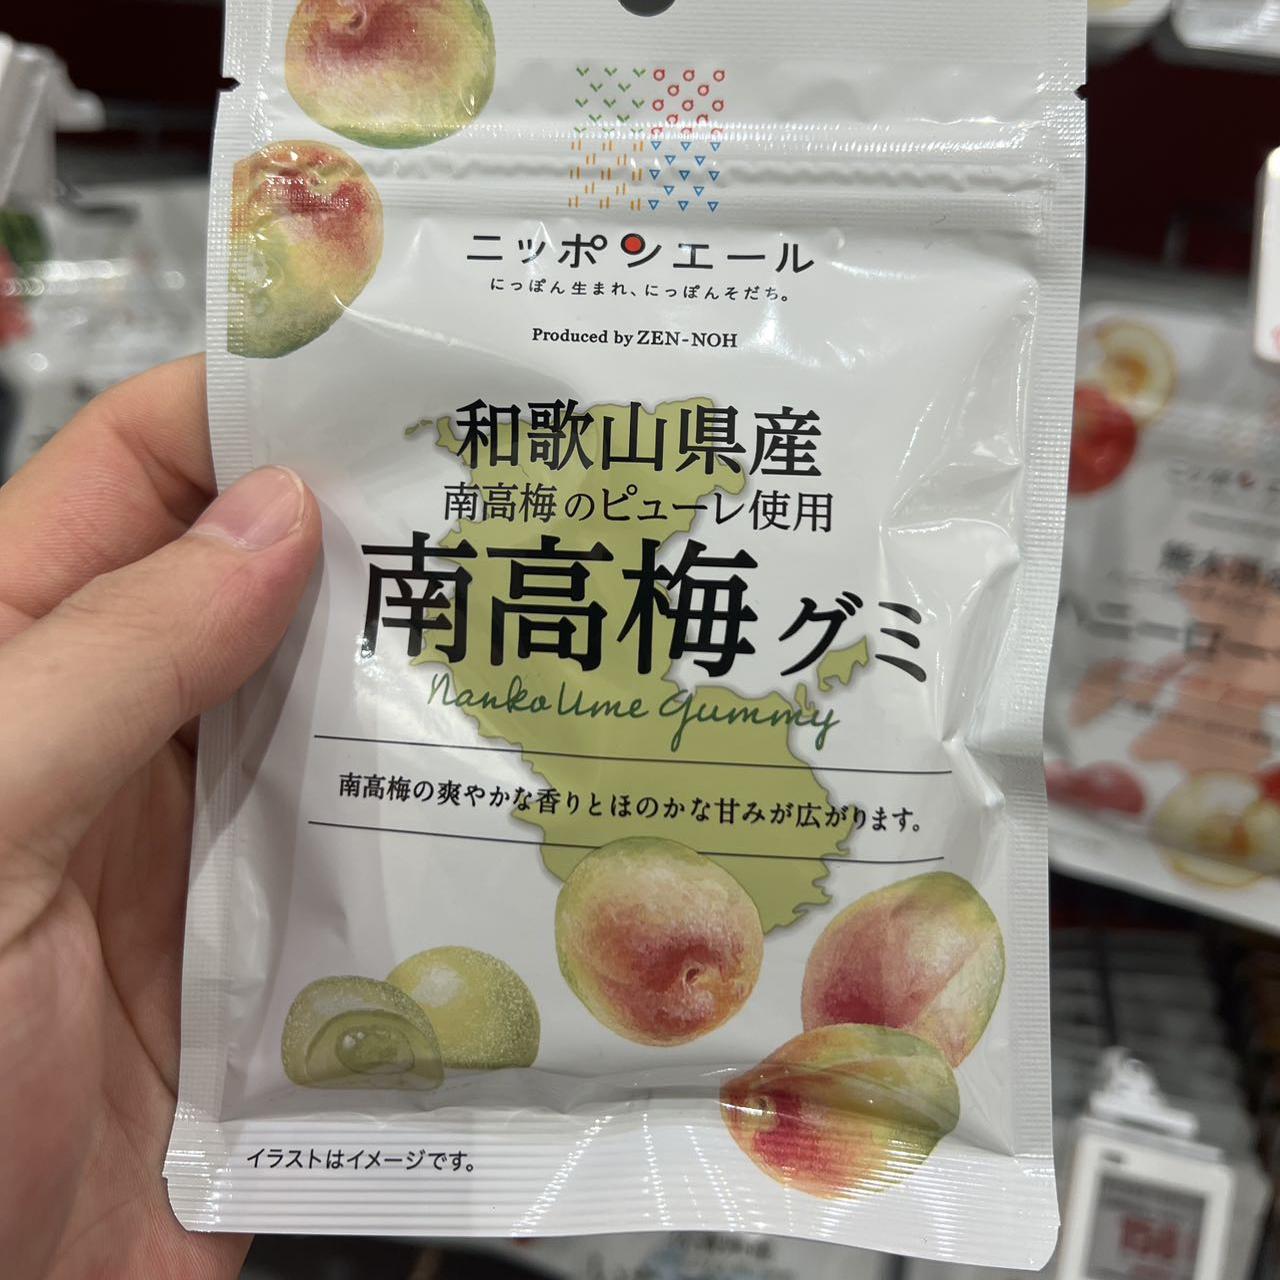 ニッポンエール
にっぽん生まれ、にっぽんそだち。
Produced by ZEN-NOH
和歌山県産
南高梅のピューレ使用
南高梅グミ
Nanko Ume Gummy
南高梅の爽やかな香りとほのかな甘みが広がります。
イラストはイメージです。